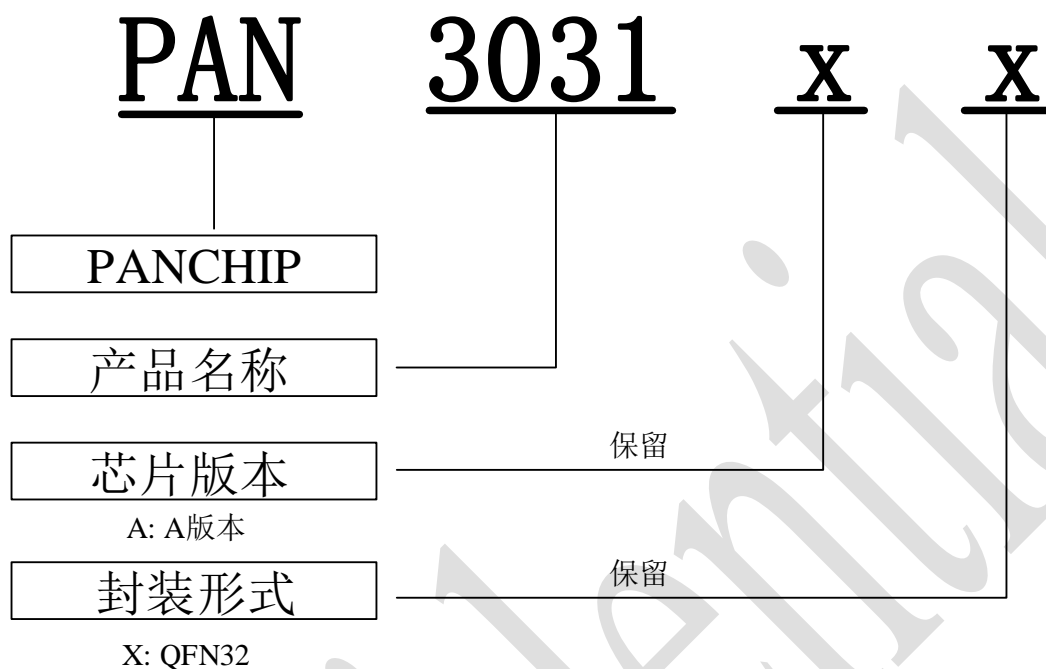 PAN 3031 x x
PANCHIP
产品名称
保留
芯片版本
A: A版本
保留
封装形式
X: QFN32